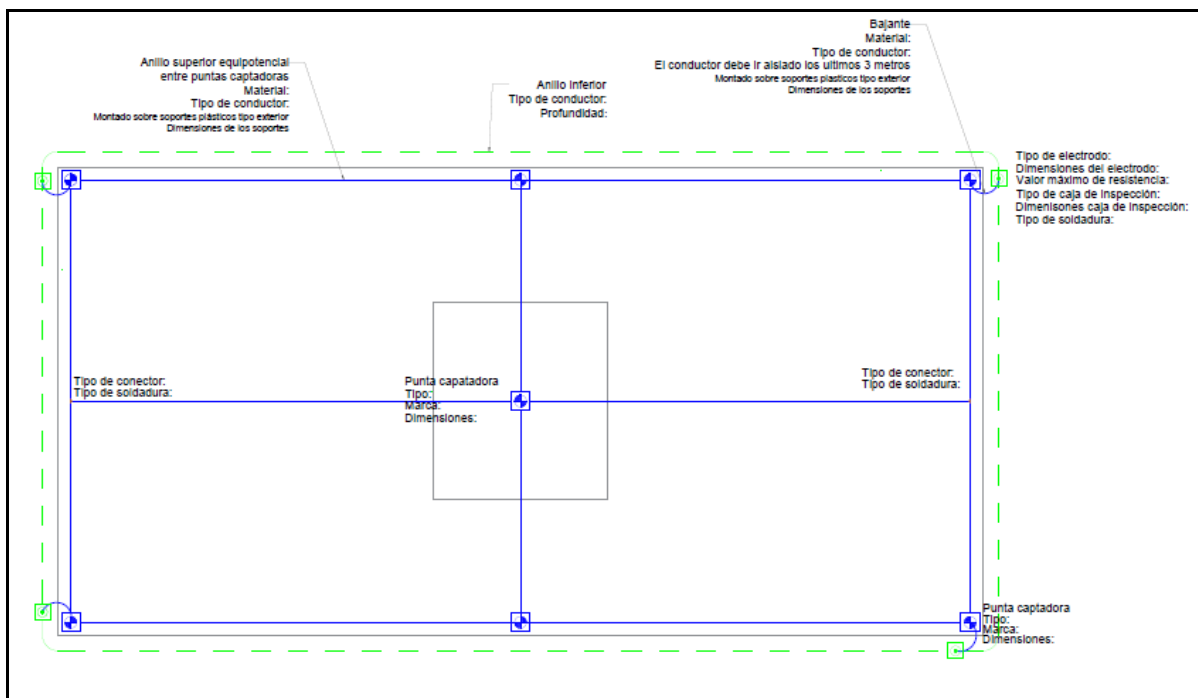 Anillo superior equipotencial
entre puntas captadoras
Material:
Tipo de conductor:
Montado sobre soportes plásticos tipo exterior
Dimensiones de los soportes
Anillo inferior
Tipo de conductor:
Profundidad:
Bajante
Material:
Tipo de conductor:
El conductor debe ir aislado los ultimos 3 metros
Montado sobre soportes plasticos tipo exterior
Dimensiones de los soportes
Tipo de electrodo:
Dimensiones del electrodo:
Valor máximo de resistencia:
Tipo de caja de inspección:
Dimenisones caja de inspección:
Tipo de soldadura:
Tipo de conector:
Tipo de soldadura:
Punta capatadora
Tipo:
Marca:
Dimensiones:
Tipo de conector:
Tipo de soldadura:
Punta captadora
Tipo:
Marca:
Dimensiones: